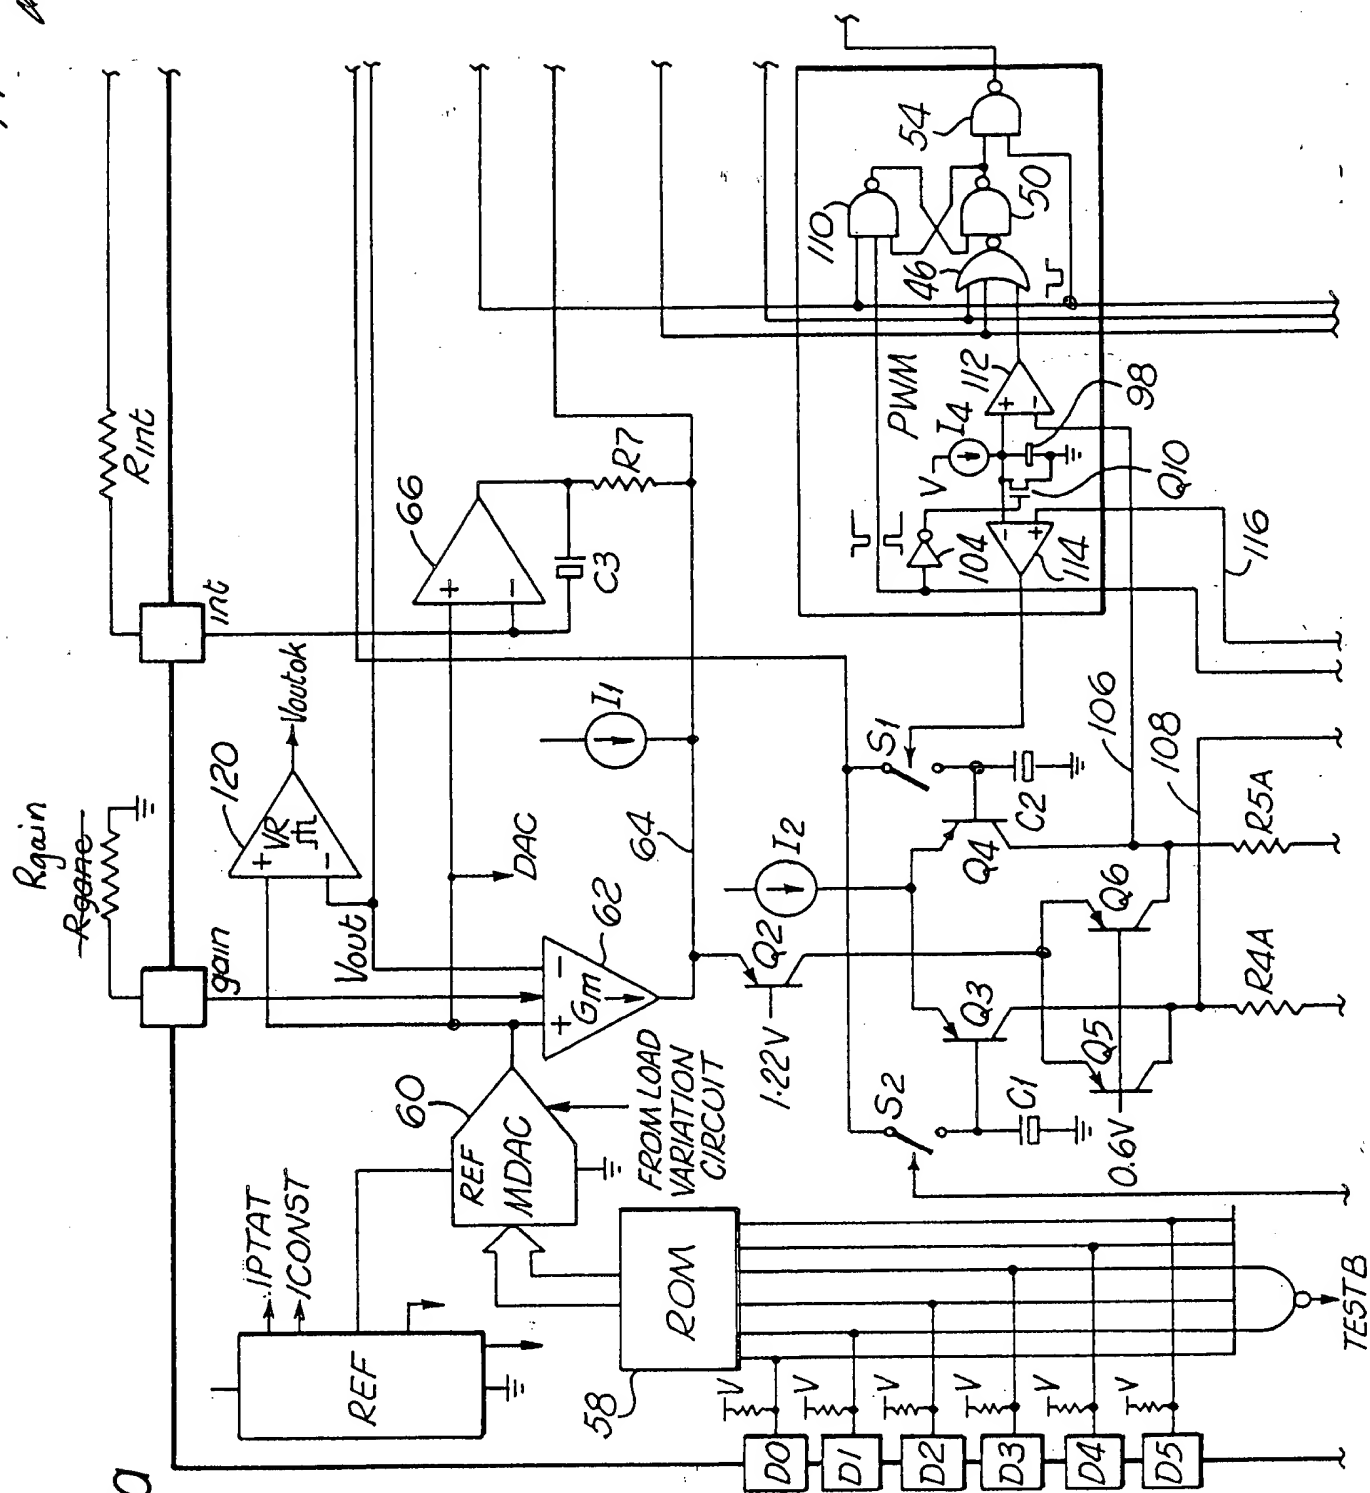 a
Rgain
Rgane
gain
Rint
int
120
VR
+
−
Voutok
Vout
66
+
−
C3
R7
I1
DAC
62
−
Gm
+
64
IPTAT
ICONST
REF
60
REF
MDAC
FROM LOAD
VARIATION
CIRCUIT
58
ROM
V
V
V
V
V
V
D0
D1
D2
D3
D4
D5
TESTB
1.22V
Q2
I2
Q3
Q4
Q5
Q6
0.6V
S2
C1
S1
C2
R4A
R5A
106
108
116
PWM
110
54
50
46
112
+
−
I4
V
98
Q10
104
−
+
114